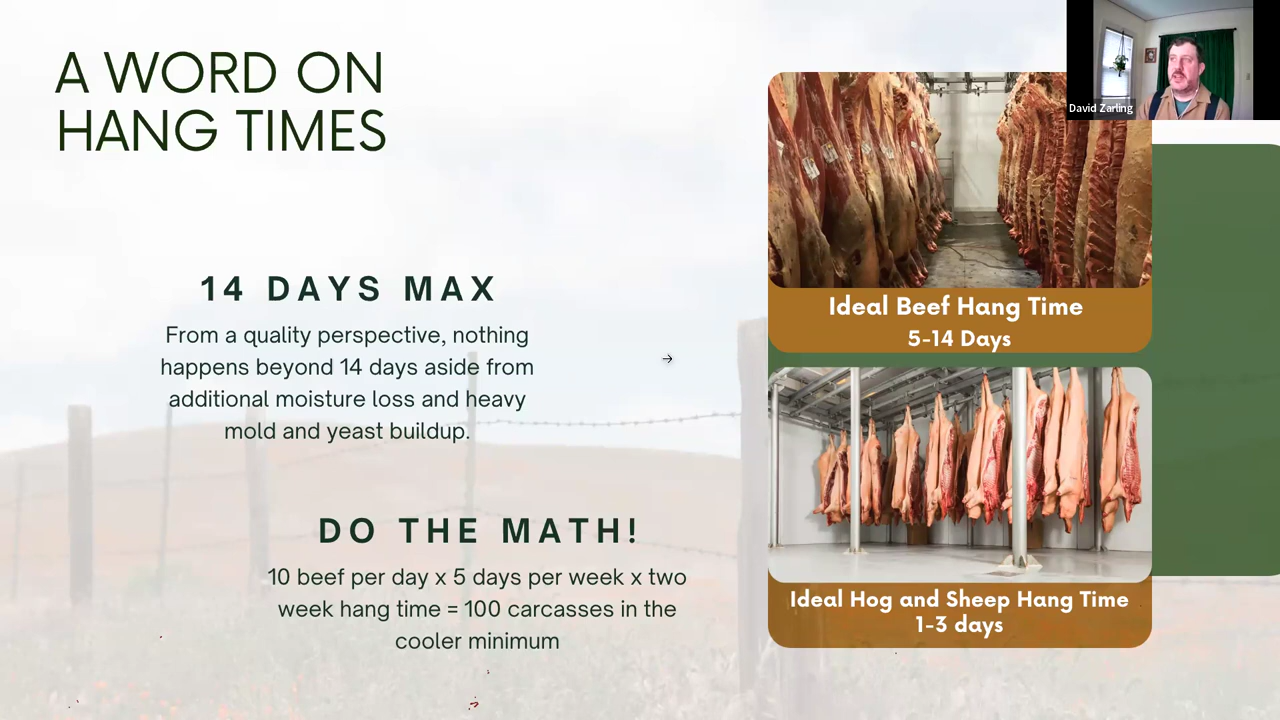 A WORD ON
HANG TIMES
14 DAYS MAX
From a quality perspective, nothing
happens beyond 14 days aside from
additional moisture loss and heavy
mold and yeast buildup.
DO THE MATH!
10 beef per day x 5 days per week x two
week hang time = 100 carcasses in the
cooler minimum
Ideal Beef Hang Time
5-14 Days
Ideal Hog and Sheep Hang Time
1-3 days
David Zarling